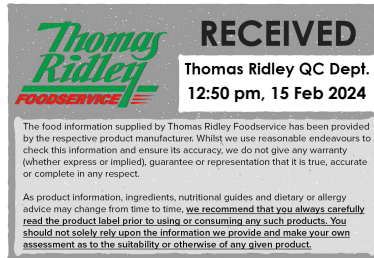 Thomas
Ridley
FOODSERVICE
RECEIVED
Thomas Ridley QC Dept.
12:50 pm, 15 Feb 2024
The food information supplied by Thomas Ridley Foodservice has been provided
by the respective product manufacturer. Whilst we use reasonable endeavours to
check this information and ensure its accuracy, we do not give any warranty
(whether express or implied), guarantee or representation that it is true, accurate
or complete in any respect.
As product information, ingredients, nutritional guides and dietary or allergy
advice may change from time to time, we recommend that you always carefully
read the product label prior to using or consuming any such products. You
should not solely rely upon the information we provide and make your own
assessment as to the suitability or otherwise of any given product.